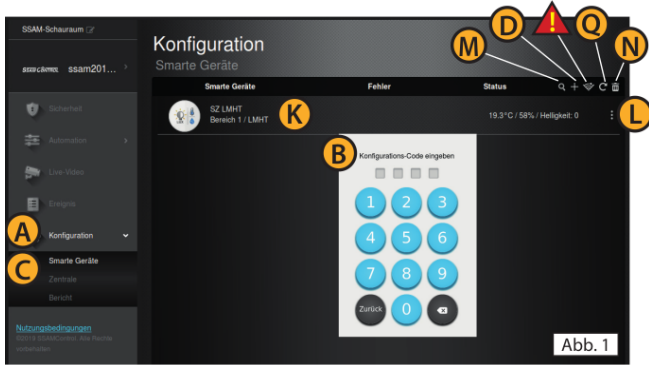 SSAM-Schauraum
Konfiguration
Smarte Geräte
M
D
!
Q
N
ssam201...
Smarte Geräte
Fehler
Status
SZ LMHT
Bereich 1 / LMHT
K
19.3°C / 58% / Helligkeit: 0
L
Sicherheit
Automation
Live-Video
Ereignis
A
Konfiguration
C
Smarte Geräte
Zentrale
Bericht
B
Konfigurations-Code eingeben
1 2 3
4 5 6
7 8 9
Zurück 0
Nutzungsbedingungen
©2018 SSAMControl. Alle Rechte
vorbehalten
Abb. 1